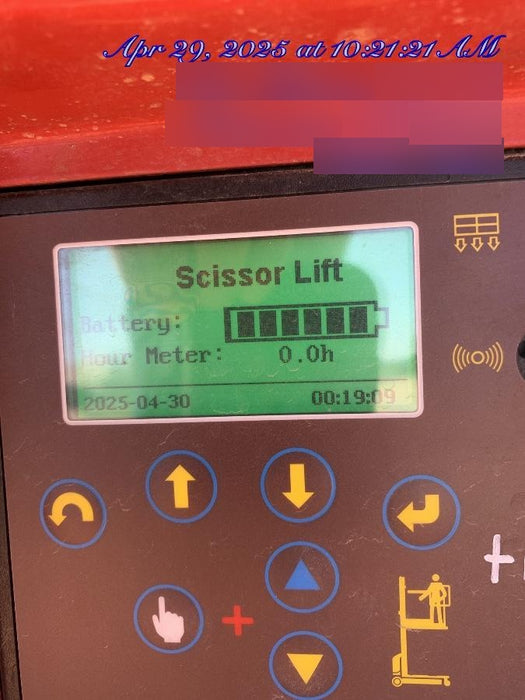 Apr 29, 2025 at 10:21:21 AM
Scissor Lift
Battery:
Hour Meter: 0.0h
2025-04-30 00:19:09